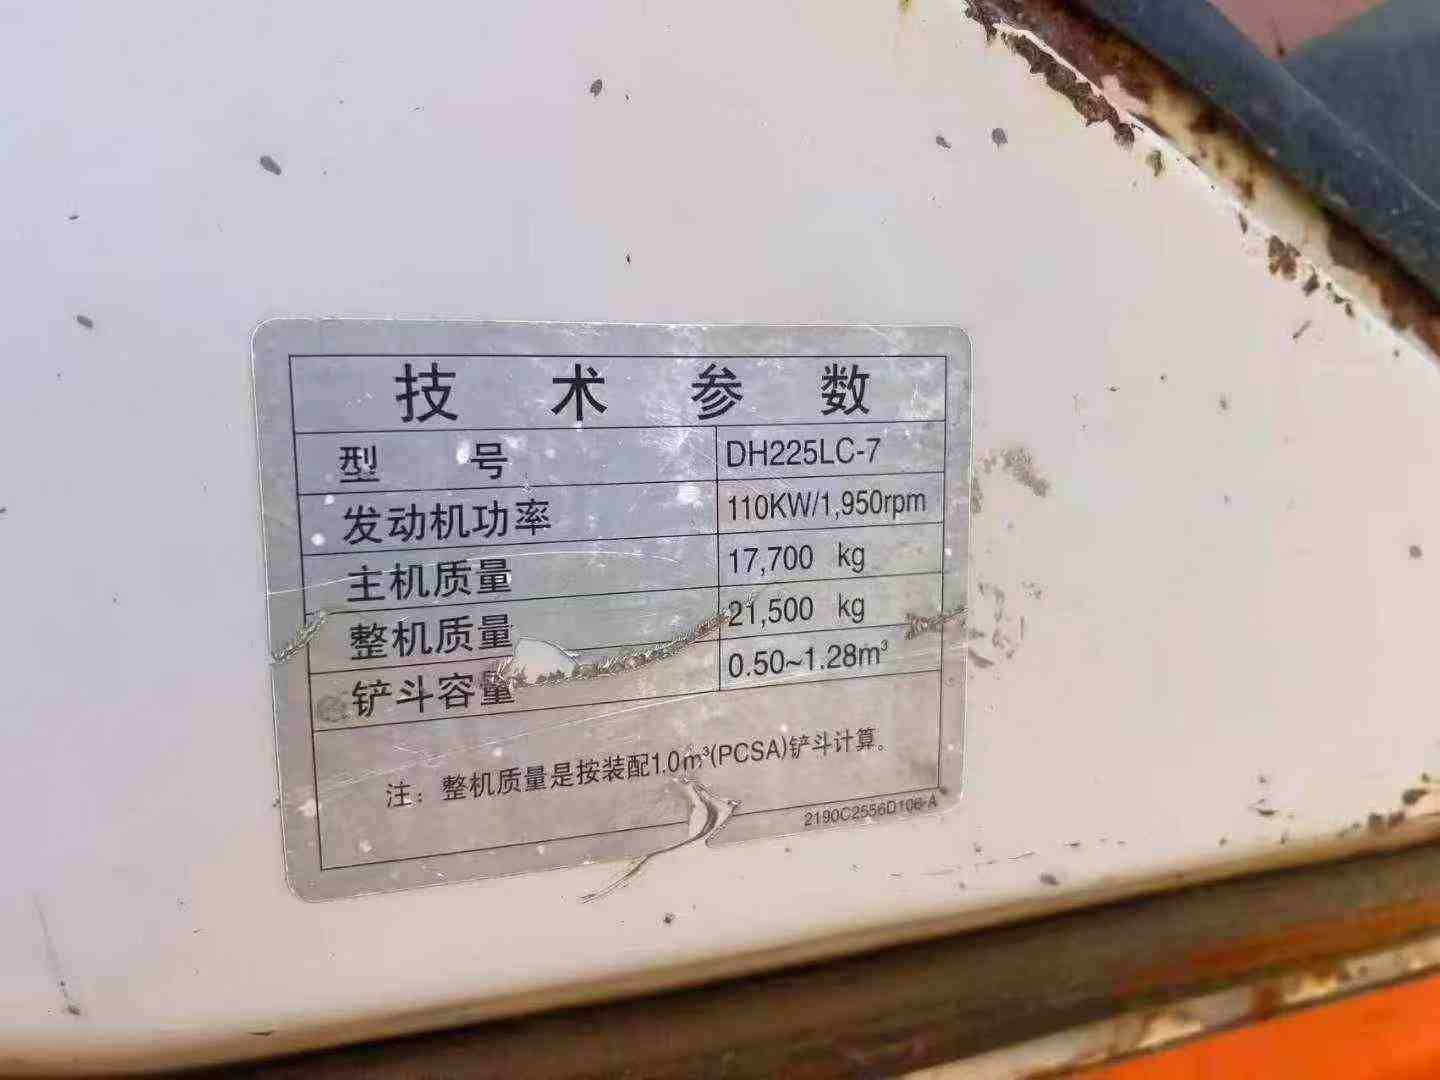 技术参数
型号 DH225LC-7
发动机功率 110KW/1,950rpm
主机质量 17,700 kg
整机质量 21,500 kg
铲斗容量 0.50~1.28m³
注：整机质量是按装配1.0m³(PCSA)铲斗计算。
2190C2556D106-A